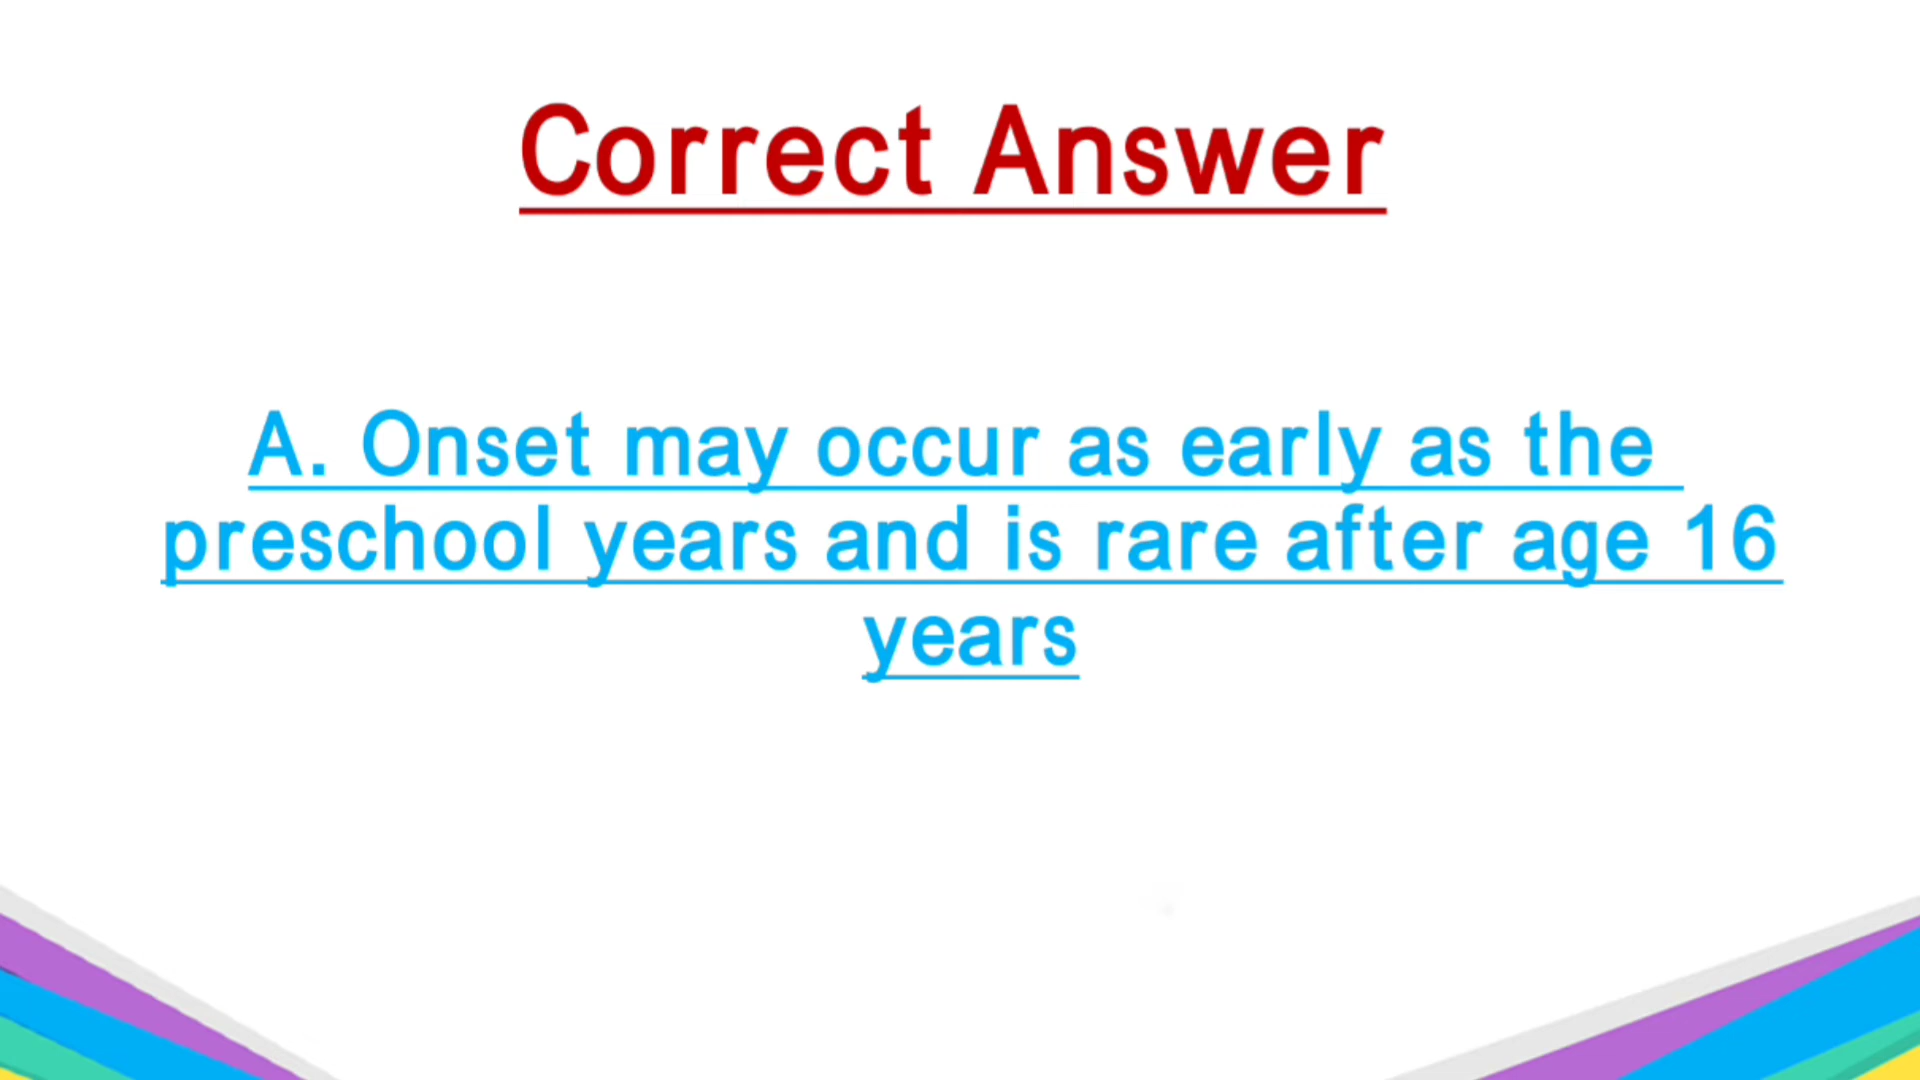 Correct Answer
A. Onset may occur as early as the
preschool years and is rare after age 16
years